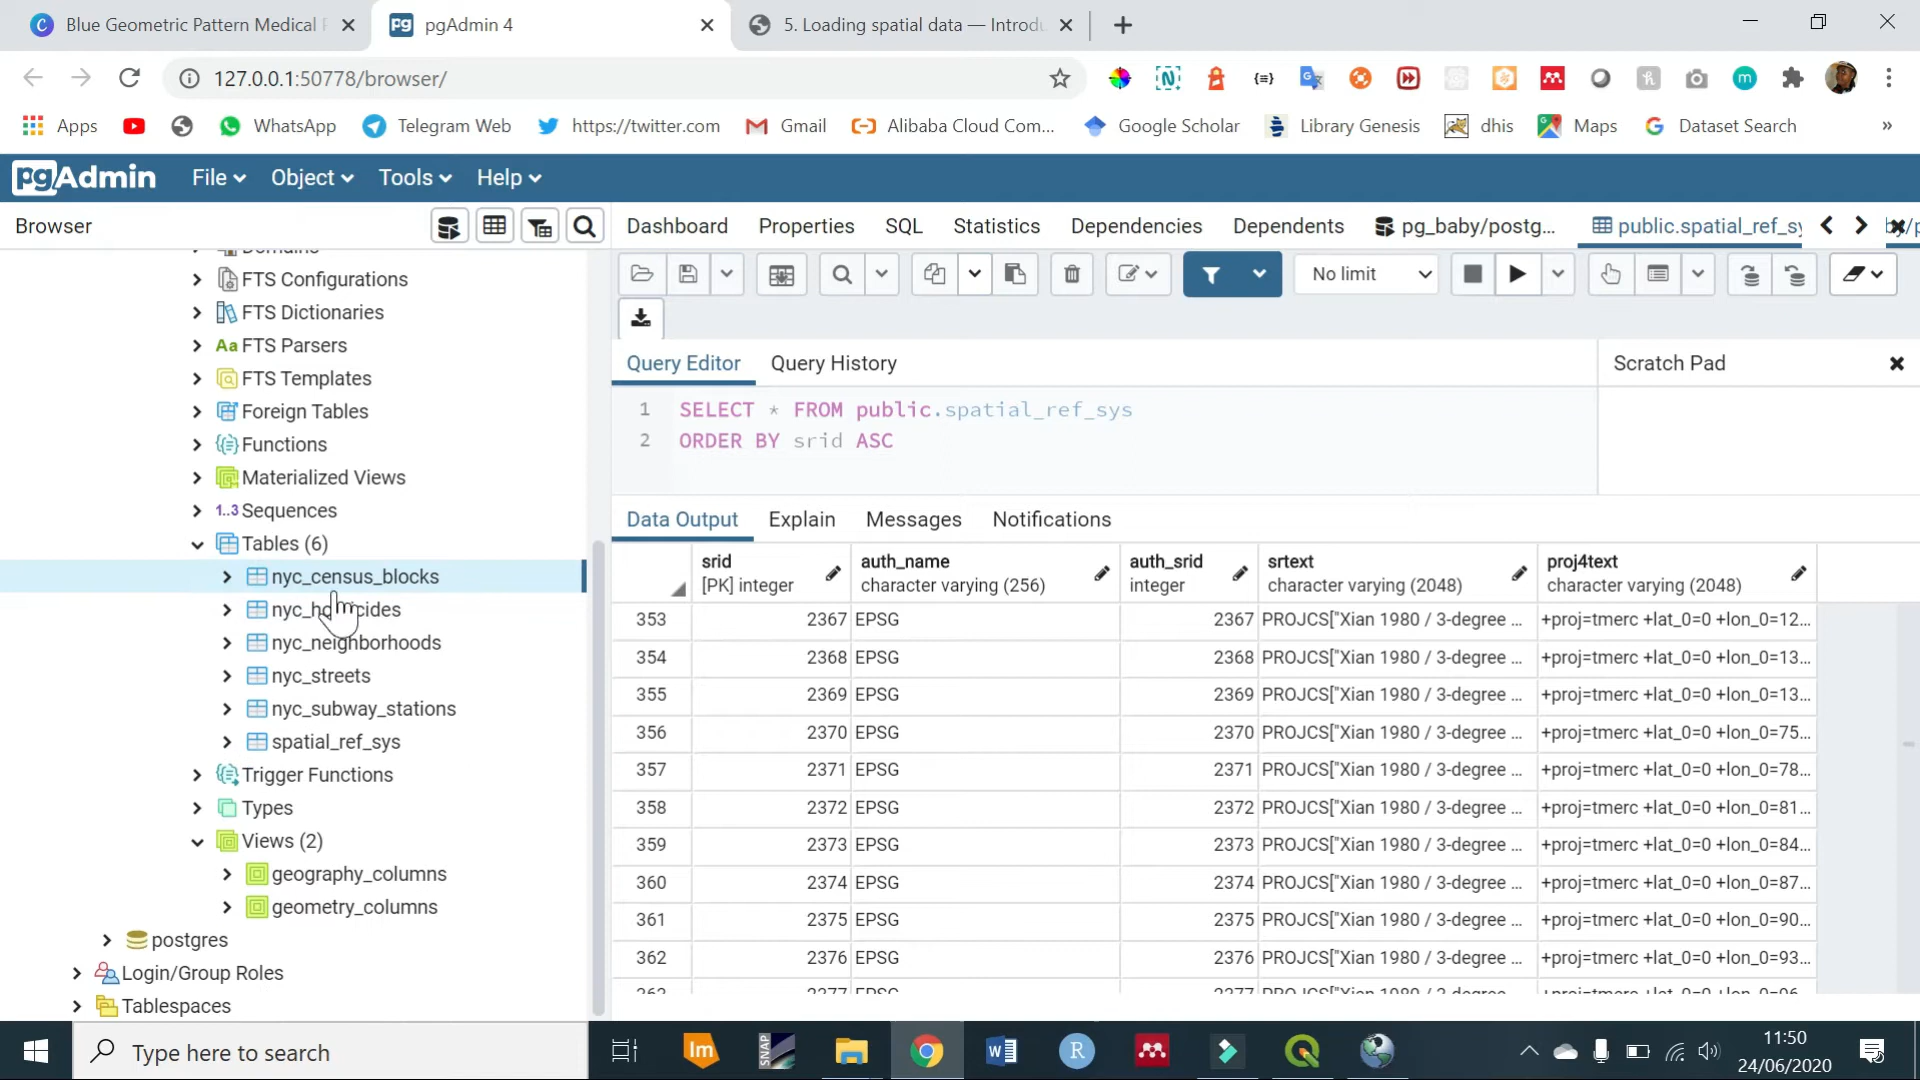 Blue Geometric Pattern Medical
pgAdmin 4
5. Loading spatial data — Introdu
127.0.0.1:50778/browser/
Apps
WhatsApp
Telegram Web
https://twitter.com
Gmail
Alibaba Cloud Com...
Google Scholar
Library Genesis
dhis
Maps
Dataset Search
»
pgAdmin
File
Object
Tools
Help
Browser
Dashboard
Properties
SQL
Statistics
Dependencies
Dependents
pg_baby/postg...
public.spatial_ref_sy
FTS Configurations
FTS Dictionaries
Aa FTS Parsers
FTS Templates
Foreign Tables
Functions
Materialized Views
1..3 Sequences
Tables (6)
nyc_census_blocks
nyc_ho cides
nyc_neighborhoods
nyc_streets
nyc_subway_stations
spatial_ref_sys
Trigger Functions
Types
Views (2)
geography_columns
geometry_columns
postgres
Login/Group Roles
Tablespaces
No limit
Query Editor
Query History
Scratch Pad
1 SELECT * FROM public.spatial_ref_sys
2 ORDER BY srid ASC
Data Output
Explain
Messages
Notifications
srid [PK] integer
auth_name character varying (256)
auth_srid integer
srtext character varying (2048)
proj4text character varying (2048)
353 2367 EPSG 2367 PROJCS["Xian 1980 / 3-degree ... +proj=tmerc +lat_0=0 +lon_0=12...
354 2368 EPSG 2368 PROJCS["Xian 1980 / 3-degree ... +proj=tmerc +lat_0=0 +lon_0=13...
355 2369 EPSG 2369 PROJCS["Xian 1980 / 3-degree ... +proj=tmerc +lat_0=0 +lon_0=13...
356 2370 EPSG 2370 PROJCS["Xian 1980 / 3-degree ... +proj=tmerc +lat_0=0 +lon_0=75...
357 2371 EPSG 2371 PROJCS["Xian 1980 / 3-degree ... +proj=tmerc +lat_0=0 +lon_0=78...
358 2372 EPSG 2372 PROJCS["Xian 1980 / 3-degree ... +proj=tmerc +lat_0=0 +lon_0=81...
359 2373 EPSG 2373 PROJCS["Xian 1980 / 3-degree ... +proj=tmerc +lat_0=0 +lon_0=84...
360 2374 EPSG 2374 PROJCS["Xian 1980 / 3-degree ... +proj=tmerc +lat_0=0 +lon_0=87...
361 2375 EPSG 2375 PROJCS["Xian 1980 / 3-degree ... +proj=tmerc +lat_0=0 +lon_0=90...
362 2376 EPSG 2376 PROJCS["Xian 1980 / 3-degree ... +proj=tmerc +lat_0=0 +lon_0=93...
Type here to search
11:50
24/06/2020